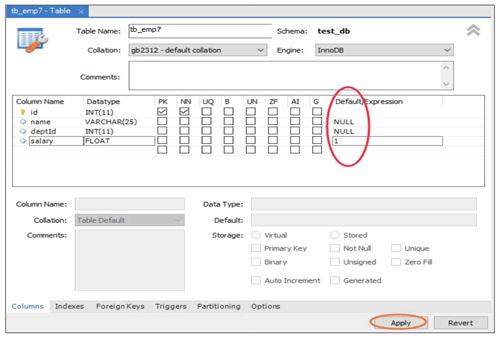 tb_emp7 - Table ×
Table Name: tb_emp7 Schema: test_db
Collation: gb2312 - default collation Engine: InnoDB
Comments:
Column Name Datatype PK NN UQ B UN ZF AI G Default/Expression
id INT(11)
name VARCHAR(25) NULL
deptId INT(11) NULL
salary FLOAT 1
Column Name: Data Type:
Collation: Table Default Default:
Comments: Storage: Virtual Stored
Primary Key Not Null Unique
Binary Unsigned Zero Fill
Auto Increment Generated
Columns Indexes Foreign Keys Triggers Partitioning Options
Apply Revert